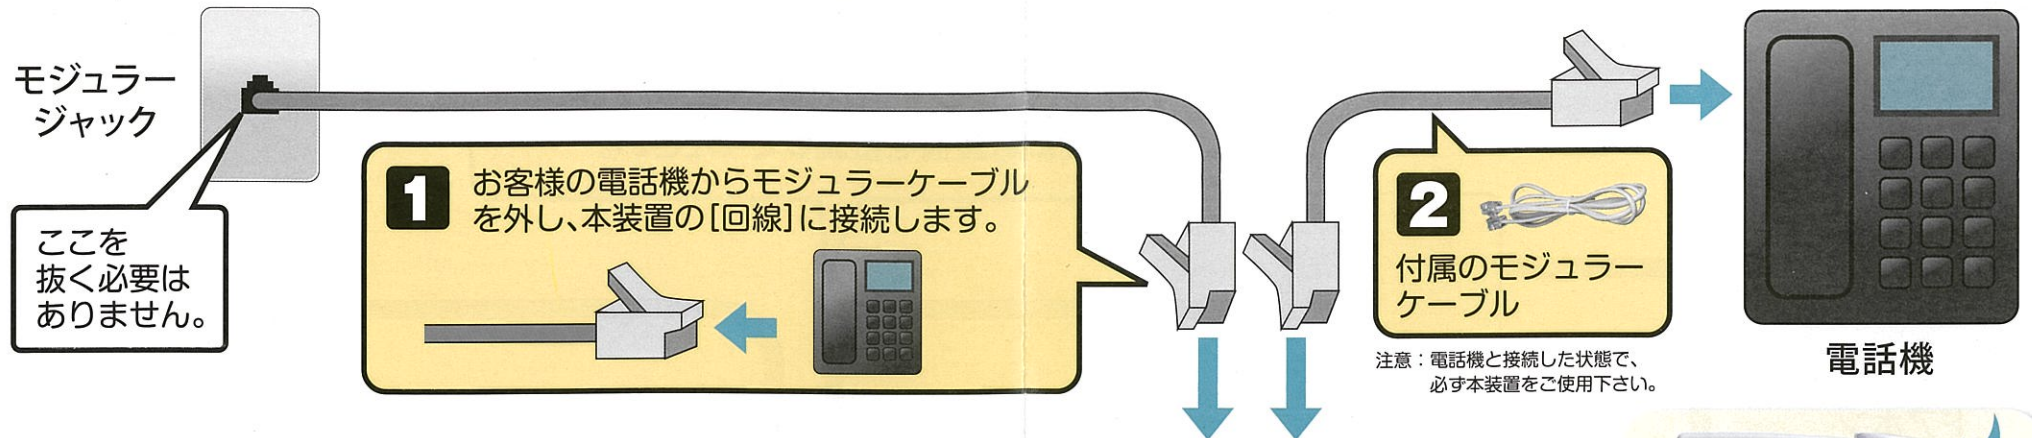 モジュラー
ジャック
ここを
抜く必要は
ありません。
1 お客様の電話機からモジュラーケーブル
を外し、本装置の[回線]に接続します。
2
付属のモジュラー
ケーブル
注意：電話機と接続した状態で、
必ず本装置をご使用下さい。
電話機